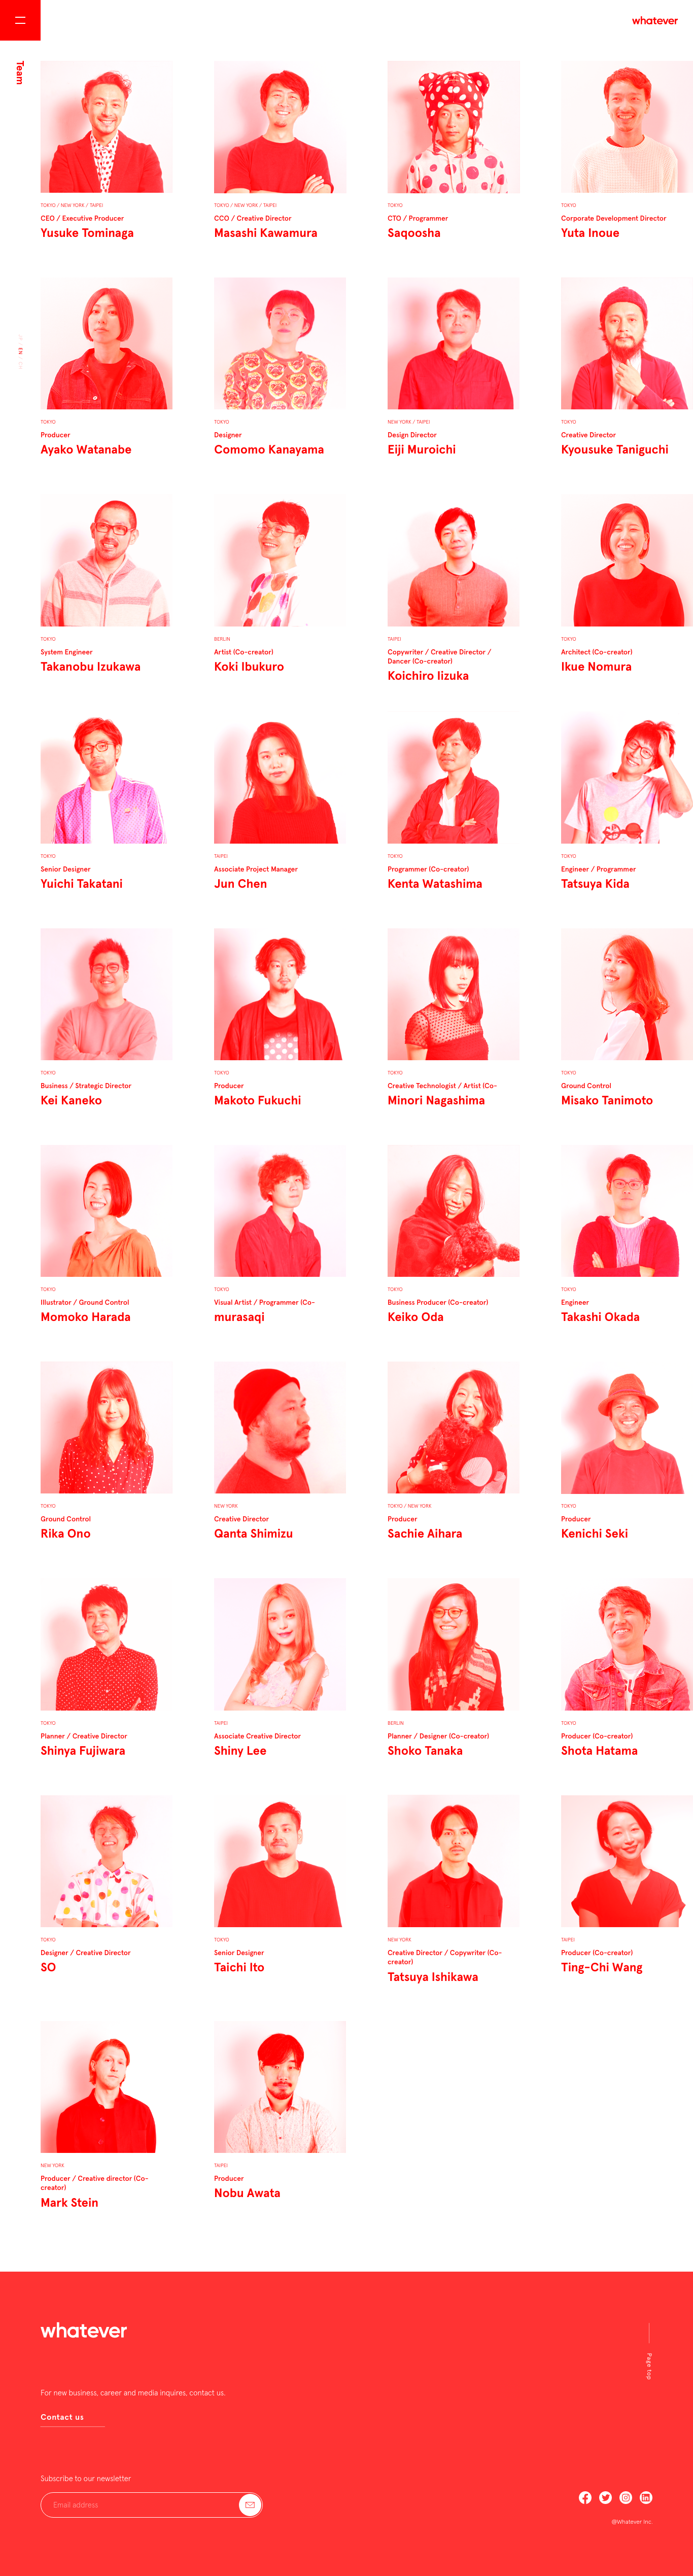 whatever
Team
TOKYO / NEW YORK / TAIPEI
CEO / Executive Producer
Yusuke Tominaga
TOKYO / NEW YORK / TAIPEI
CCO / Creative Director
Masashi Kawamura
TOKYO
CTO / Programmer
Saqoosha
TOKYO
Corporate Development Director
Yuta Inoue
EN
TOKYO
Producer
Ayako Watanabe
TOKYO
Designer
Comomo Kanayama
NEW YORK / TAIPEI
Design Director
Eiji Muroichi
TOKYO
Creative Director
Kyousuke Taniguchi
TOKYO
System Engineer
Takanobu Izukawa
BERLIN
Artist (Co-creator)
Koki Ibukuro
TAIPEI
Copywriter / Creative Director /
Dancer (Co-creator)
Koichiro Iizuka
TOKYO
Architect (Co-creator)
Ikue Nomura
TOKYO
Senior Designer
Yuichi Takatani
TAIPEI
Associate Project Manager
Jun Chen
TOKYO
Programmer (Co-creator)
Kenta Watashima
TOKYO
Engineer / Programmer
Tatsuya Kida
TOKYO
Business / Strategic Director
Kei Kaneko
TOKYO
Producer
Makoto Fukuchi
TOKYO
Creative Technologist / Artist (Co-
Minori Nagashima
TOKYO
Ground Control
Misako Tanimoto
TOKYO
Illustrator / Ground Control
Momoko Harada
TOKYO
Visual Artist / Programmer (Co-
murasaqi
TOKYO
Business Producer (Co-creator)
Keiko Oda
TOKYO
Engineer
Takashi Okada
TOKYO
Ground Control
Rika Ono
NEW YORK
Creative Director
Qanta Shimizu
TOKYO / NEW YORK
Producer
Sachie Aihara
TOKYO
Producer
Kenichi Seki
TOKYO
Planner / Creative Director
Shinya Fujiwara
TAIPEI
Associate Creative Director
Shiny Lee
BERLIN
Planner / Designer (Co-creator)
Shoko Tanaka
TOKYO
Producer (Co-creator)
Shota Hatama
TOKYO
Designer / Creative Director
SO
TOKYO
Senior Designer
Taichi Ito
NEW YORK
Creative Director / Copywriter (Co-
creator)
Tatsuya Ishikawa
TAIPEI
Producer (Co-creator)
Ting-Chi Wang
NEW YORK
Producer / Creative director (Co-
creator)
Mark Stein
TAIPEI
Producer
Nobu Awata
whatever
Page top
For new business, career and media inquires, contact us.
Contact us
Subscribe to our newsletter
Email address
@Whatever Inc.